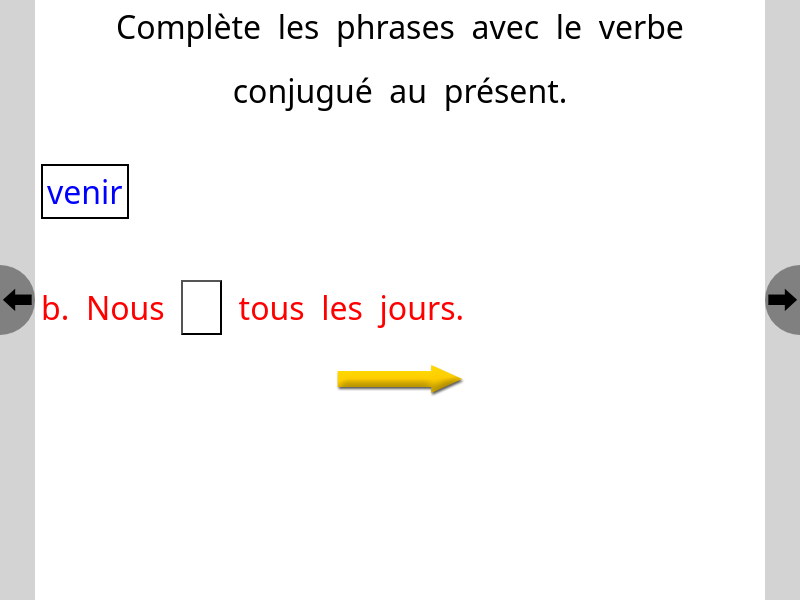 Complète les phrases avec le verbe
conjugué au présent.
venir
b. Nous tous les jours.